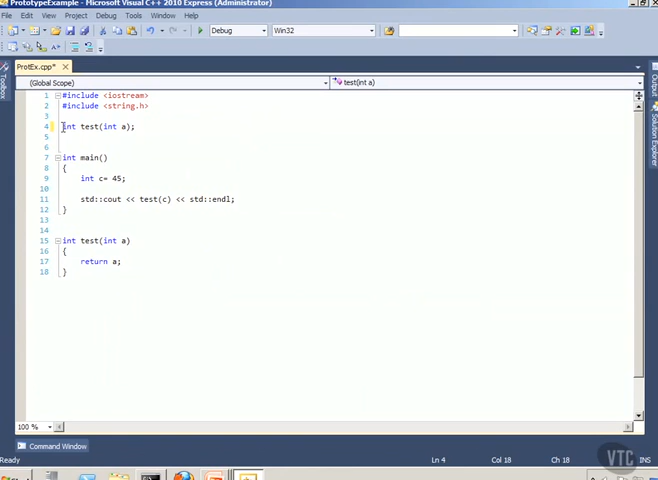 PrototypeExample - Microsoft Visual C++ 2010 Express (Administrator)
File Edit View Project Debug Tools Window Help
Debug Win32
ProtEx.cpp* ×
(Global Scope) test(int a)
1 #include <iostream>
2 #include <string.h>
3
4 int test(int a);
5
6
7 int main()
8 {
9 int c= 45;
10
11 std::cout << test(c) << std::endl;
12 }
13
14
15 int test(int a)
16 {
17 return a;
18 }
Toolbox
Output
100 %
Command Window
Ready Ln 4 Col 18 Ch 18 INS
VTC